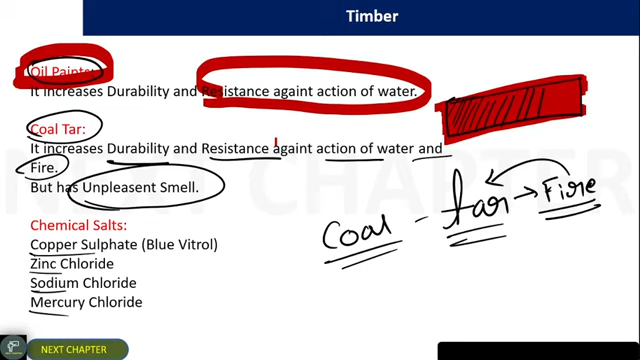 Timber
Oil Paints:
It increases Durability and Resistance againt action of water.
Coal Tar:
It increases Durability and Resistance againt action of water and
Fire.
But has Unpleasent Smell.
Coal - tar → Fire
Chemical Salts:
Copper Sulphate (Blue Vitrol)
Zinc Chloride
Sodium Chloride
Mercury Chloride
NEXT CHAPTER
NEXT CHAPTER